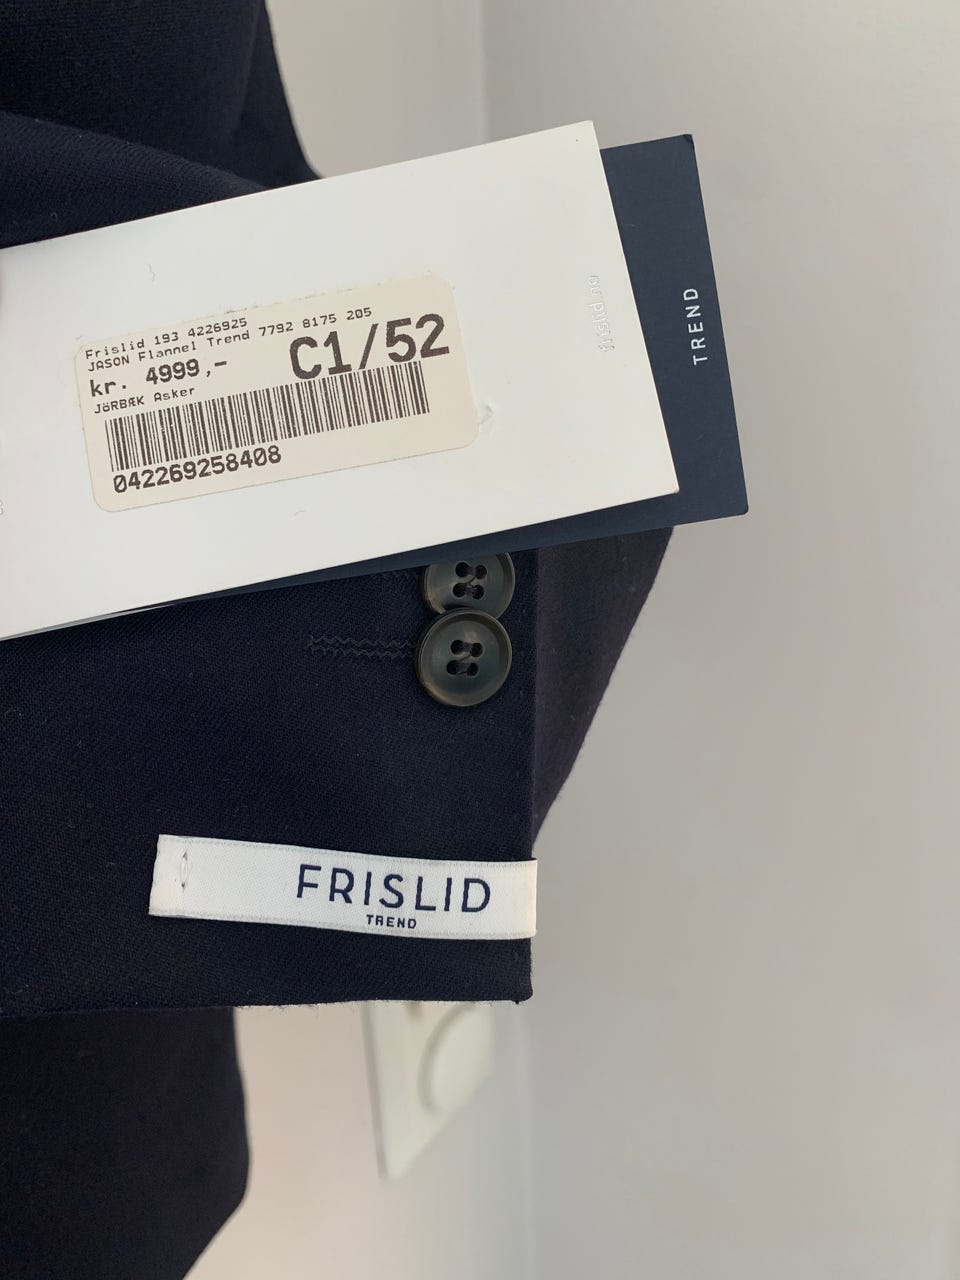 Frislid 193 4226925
JASON Flannel Trend 7792 8175 205
kr. 4999,-
C1/52
JöRBÆK Asker
042269258408
frislid.no
TREND
FRISLID
TREND